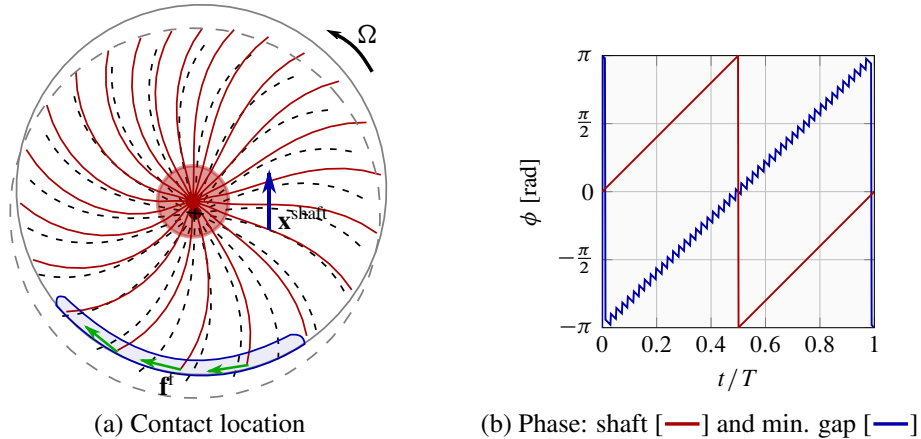 Ω
x^shaft
f^f
(a) Contact location
π
π/2
0
−π/2
−π
ϕ [rad]
0 0.2 0.4 0.6 0.8 1
t/T
(b) Phase: shaft [—] and min. gap [—]